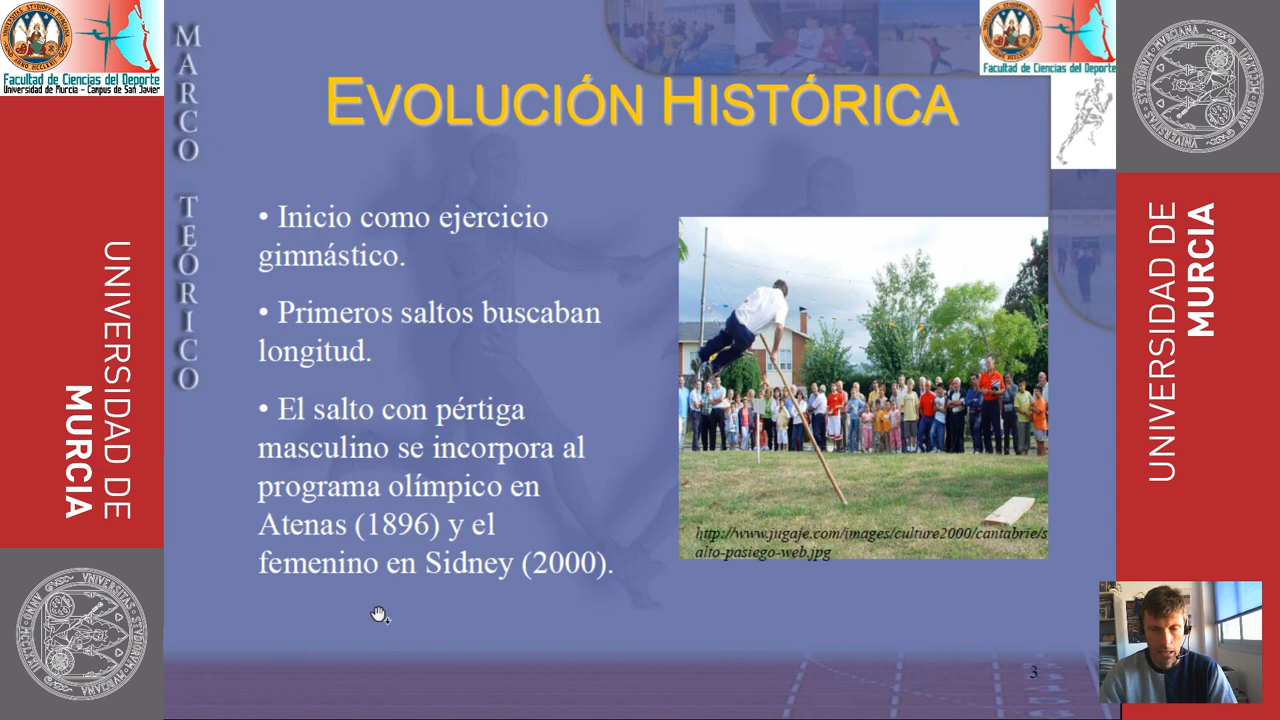 Facultad de Ciencias del Deporte
Universidad de Murcia - Campus de San Javier
UNIVERSIDAD DE
MURCIA
MARCO TEÓRICO
EVOLUCIÓN HISTÓRICA
• Inicio como ejercicio
gimnástico.
• Primeros saltos buscaban
longitud.
• El salto con pértiga
masculino se incorpora al
programa olímpico en
Atenas (1896) y el
femenino en Sidney (2000).
http://www.jugaje.com/images/culture2000/cantabrie/s
alto-pasiego-web.jpg
3
Facultad de Ciencias del Deporte
UNIVERSIDAD DE
MURCIA